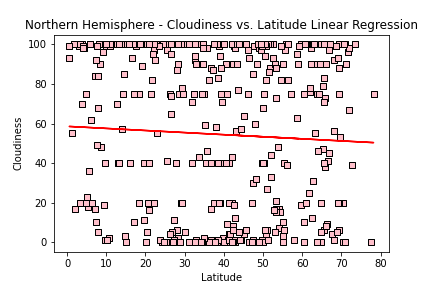 Northern Hemisphere - Cloudiness vs. Latitude Linear Regression
100
80
60
40
20
0
Cloudiness
0 10 20 30 40 50 60 70 80
Latitude